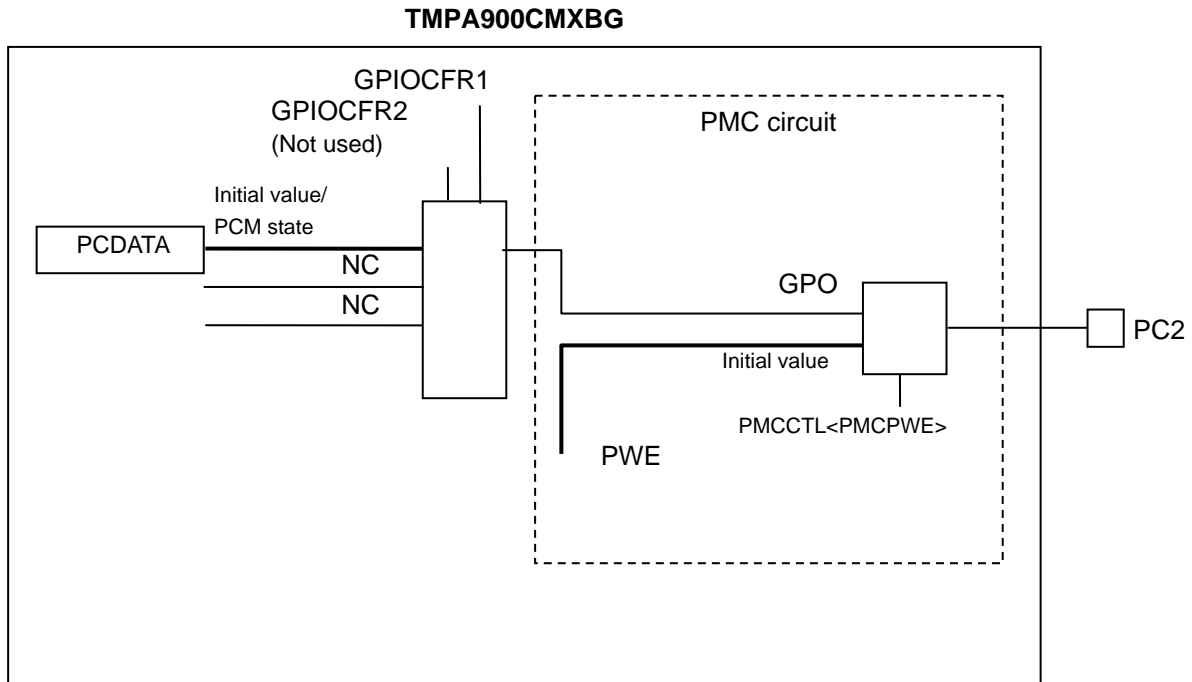 TMPA900CMXBG
GPIOCFR1
GPIOCFR2
(Not used)
PMC circuit
Initial value/
PCM state
PCDATA
NC
NC
GPO
PC2
Initial value
PMCCTL<PMCPWE>
PWE